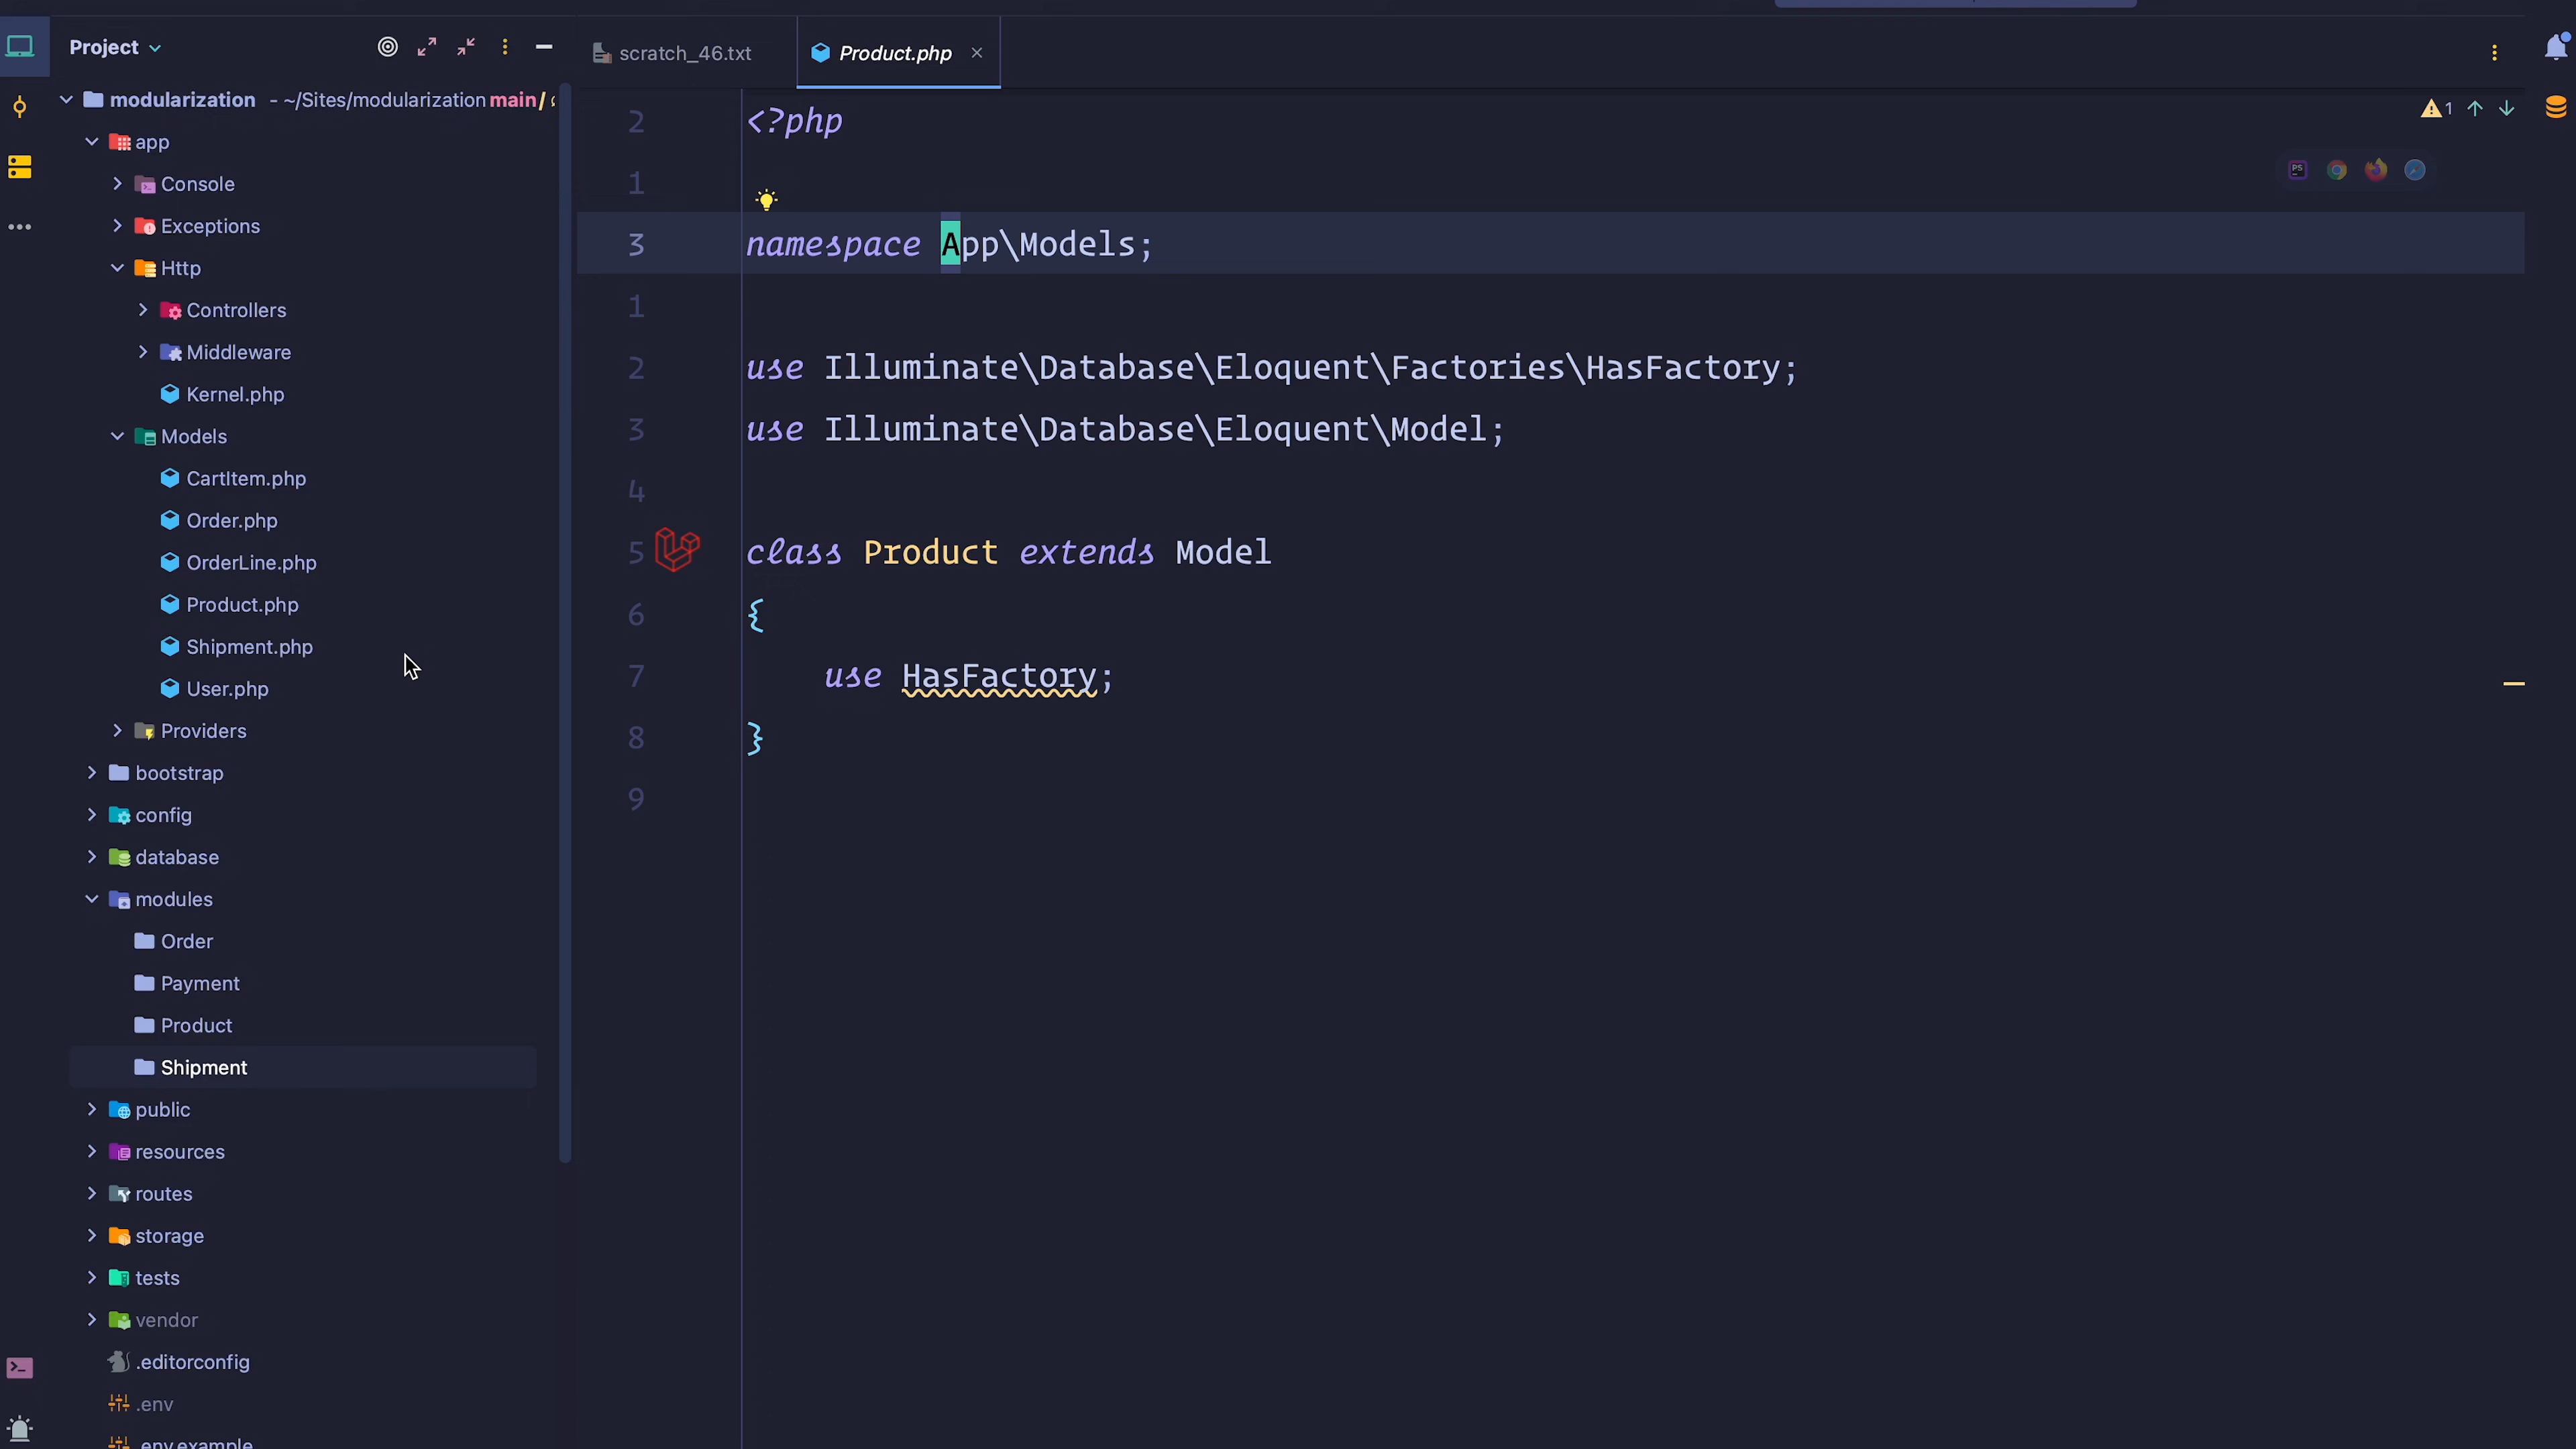 Project
modularization - ~/Sites/modularization main /
app
Console
Exceptions
Http
Controllers
Middleware
Kernel.php
Models
CartItem.php
Order.php
OrderLine.php
Product.php
Shipment.php
User.php
Providers
bootstrap
config
database
modules
Order
Payment
Product
Shipment
public
resources
routes
storage
tests
vendor
.editorconfig
.env
.env.example
scratch_46.txt
Product.php
1
PS
2 <?php
1
3 namespace App\Models;
1
2 use Illuminate\Database\Eloquent\Factories\HasFactory;
3 use Illuminate\Database\Eloquent\Model;
4
5 class Product extends Model
6 {
7 use HasFactory;
8 }
9